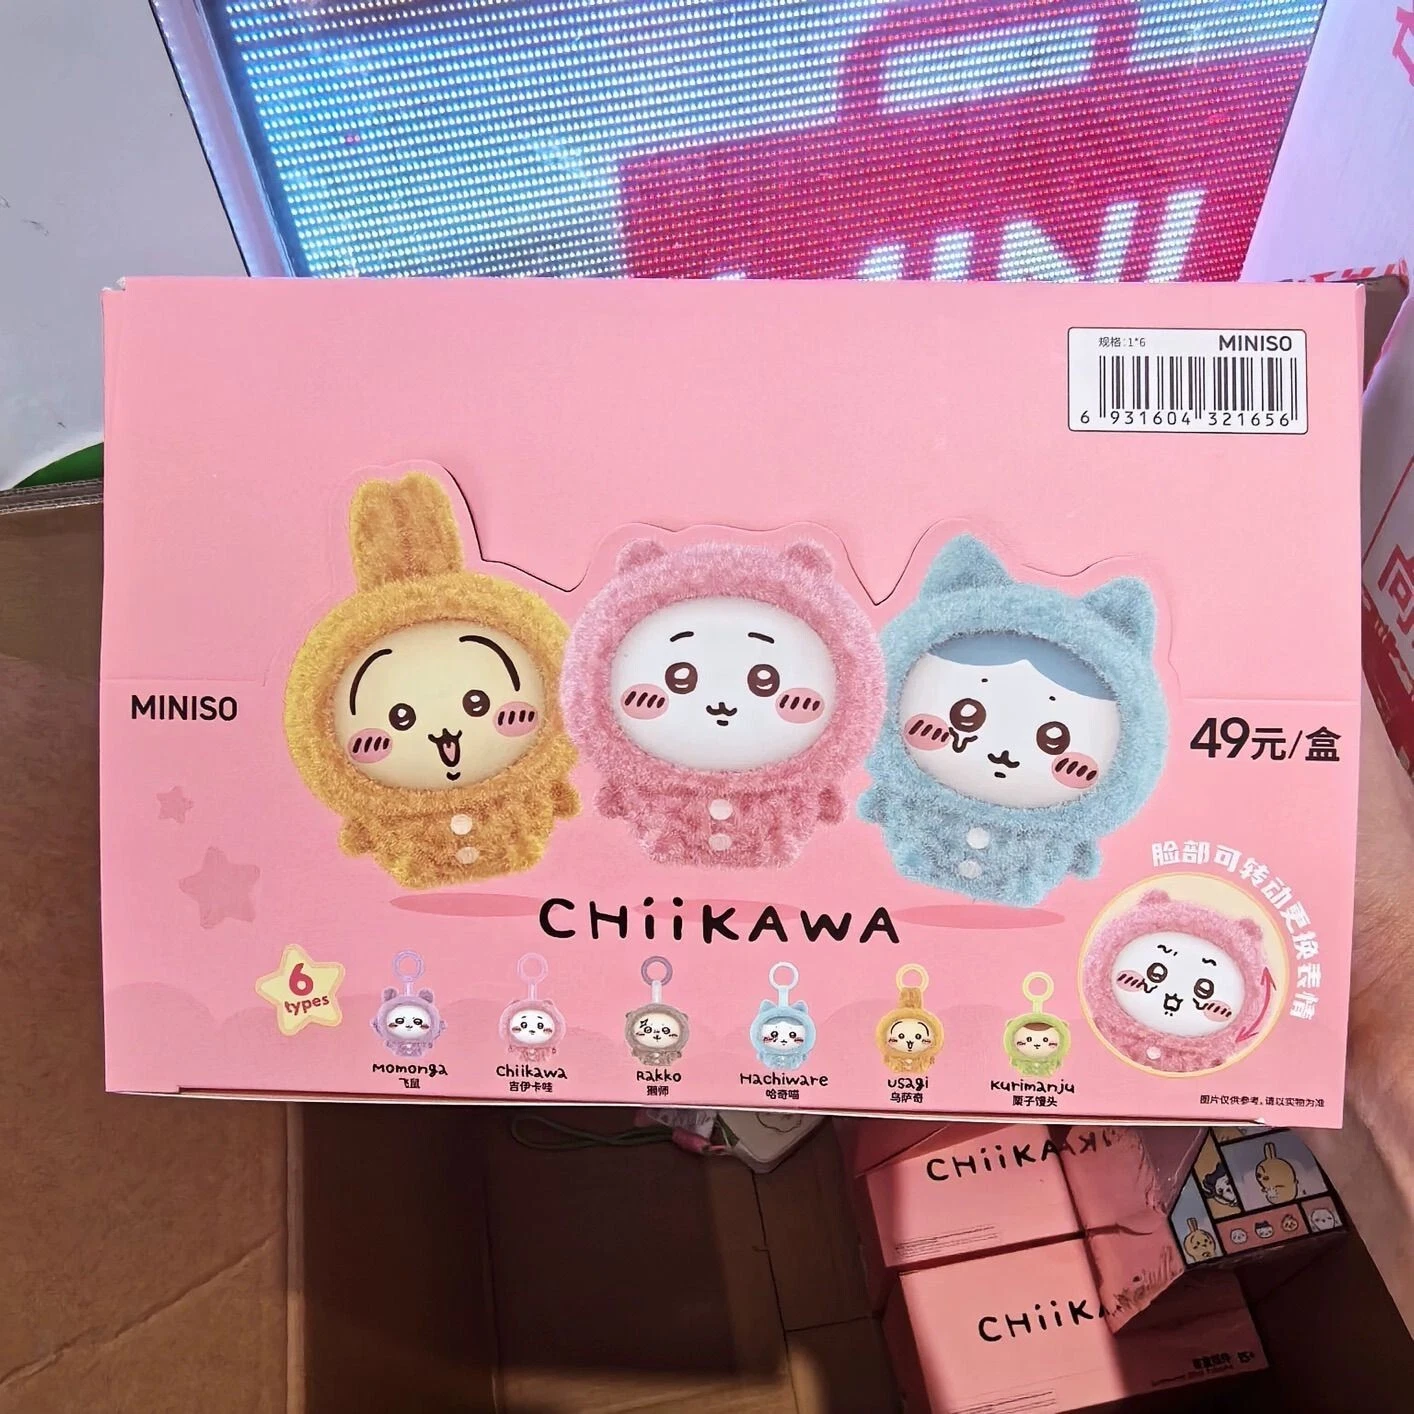 MINI
规格:1*6
MINISO
6 931604 321656
MINISO
49元/盒
脸部可转动更换表情
CHiiKAWA
6
types
Momonga
飞鼠
Chiikawa
吉伊卡哇
Rakko
獭师
Hachiware
哈奇喵
usagi
乌萨奇
Kurimanju
栗子馒头
图片仅供参考,请以实物为准
CHiiKAWA
CHiiKA
15+